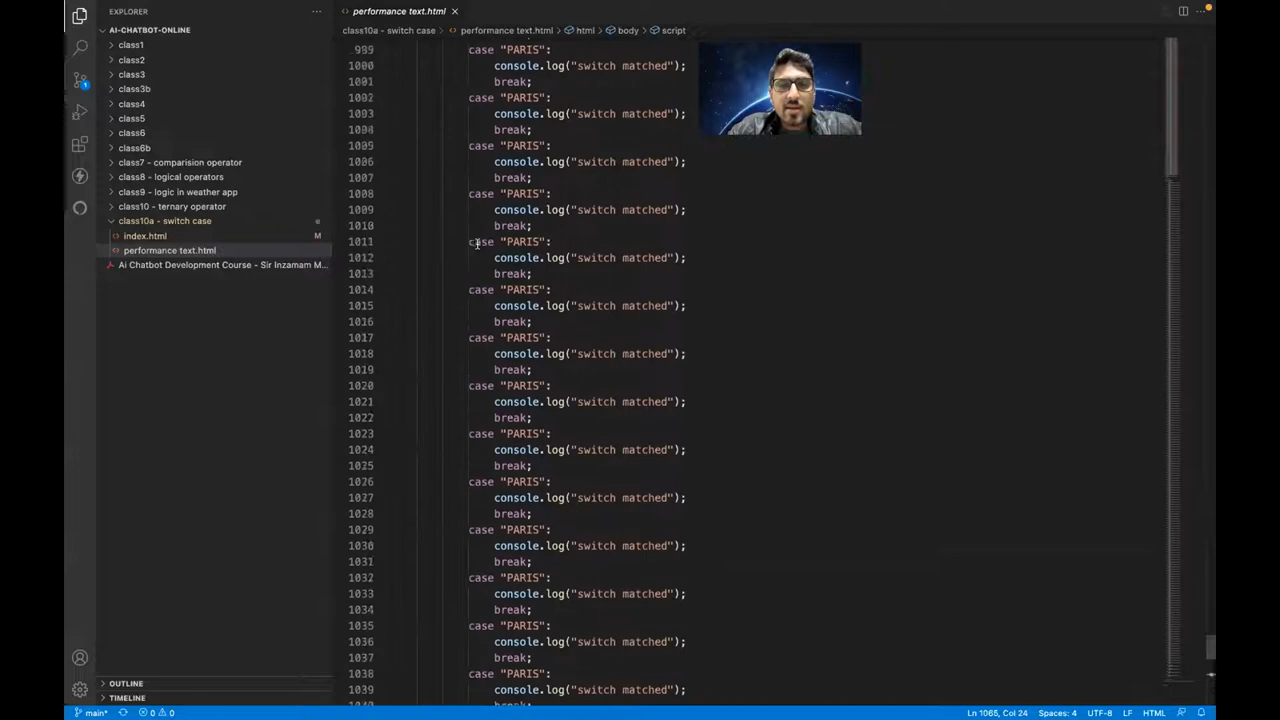 EXPLORER
performance text.html
AI-CHATBOT-ONLINE
class10a - switch case
performance text.html
html
body
script
class1
class2
class3
class3b
class4
class5
class6
class6b
class7 - comparision operator
class8 - logical operators
class9 - logic in weather app
class10 - ternary operator
class10a - switch case
index.html M
performance text.html
Ai Chatbot Development Course - Sir Inzamam M...
999 case "PARIS":
1000 console.log("switch matched");
1001 break;
1002 case "PARIS":
1003 console.log("switch matched");
1004 break;
1005 case "PARIS":
1006 console.log("switch matched");
1007 break;
1008 case "PARIS":
1009 console.log("switch matched");
1010 break;
1011 case "PARIS":
1012 console.log("switch matched");
1013 break;
1014 case "PARIS":
1015 console.log("switch matched");
1016 break;
1017 case "PARIS":
1018 console.log("switch matched");
1019 break;
1020 case "PARIS":
1021 console.log("switch matched");
1022 break;
1023 case "PARIS":
1024 console.log("switch matched");
1025 break;
1026 case "PARIS":
1027 console.log("switch matched");
1028 break;
1029 case "PARIS":
1030 console.log("switch matched");
1031 break;
1032 case "PARIS":
1033 console.log("switch matched");
1034 break;
1035 case "PARIS":
1036 console.log("switch matched");
1037 break;
1038 case "PARIS":
1039 console.log("switch matched");
OUTLINE
TIMELINE
main*
0
0
Ln 1065, Col 24
Spaces: 4
UTF-8
LF
HTML